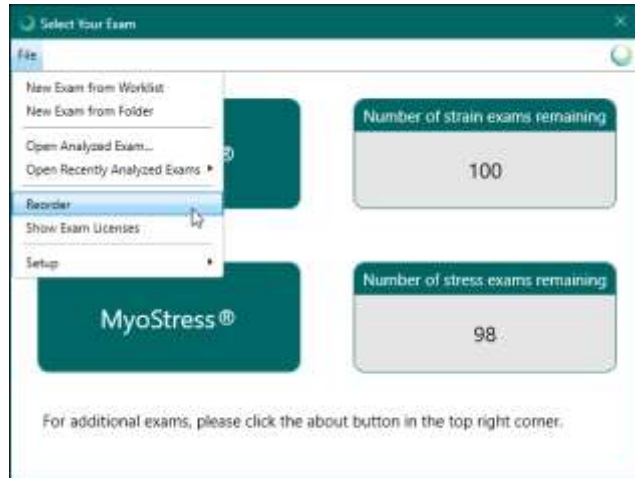 Select Your Exam
File
New Exam from Worklist
New Exam from Folder
Open Analyzed Exam...
Open Recently Analyzed Exams
Reorder
Show Exam Licenses
Setup
®
Number of strain exams remaining
100
MyoStress®
Number of stress exams remaining
98
For additional exams, please click the about button in the top right corner.